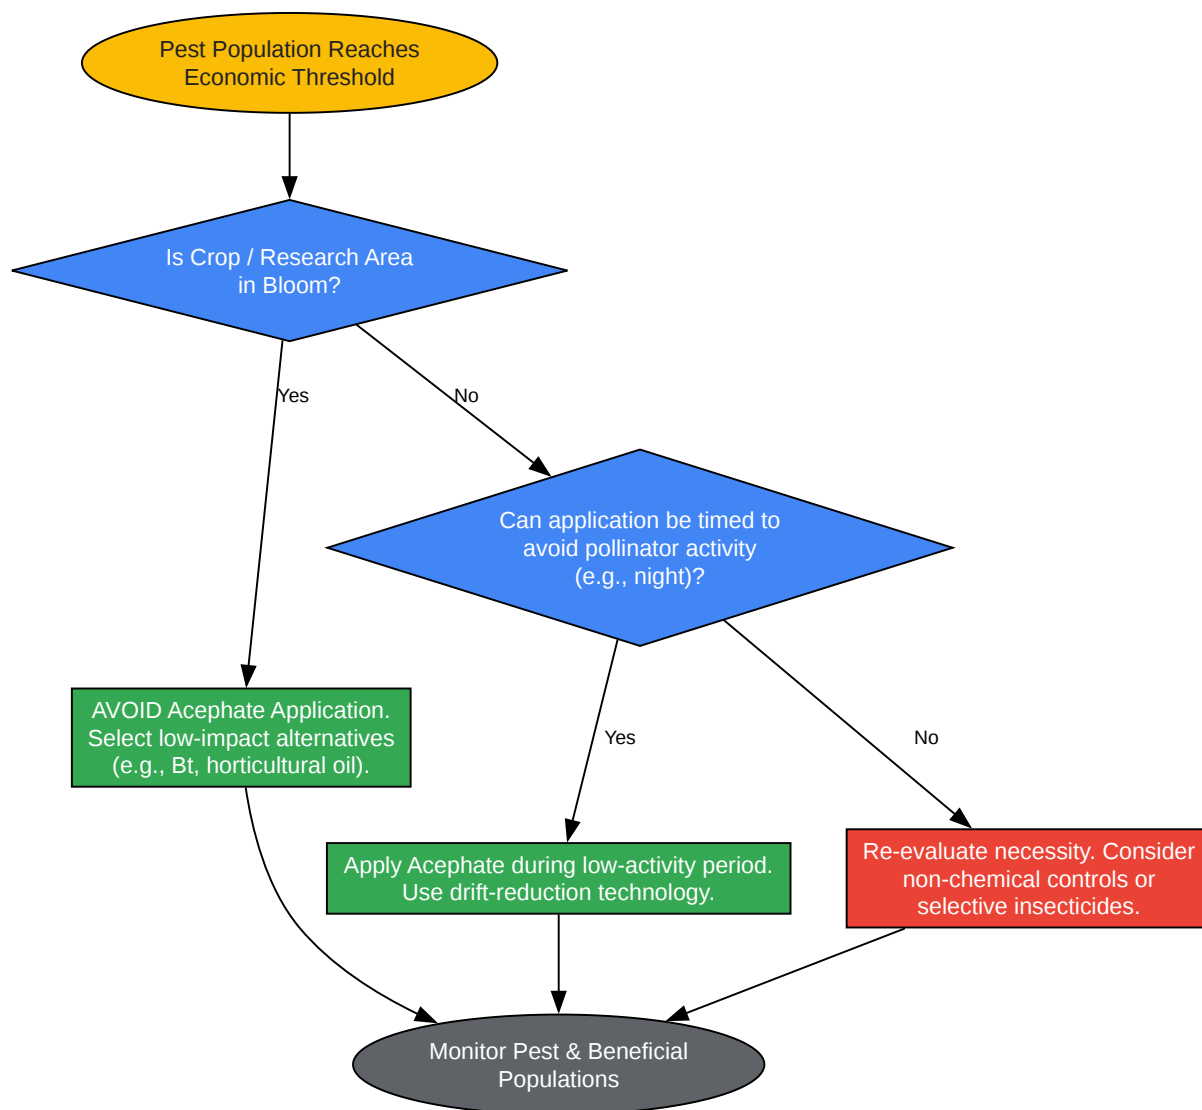 Pest Population Reaches
Economic Threshold
Is Crop / Research Area
in Bloom?
Yes
No
Can application be timed to
avoid pollinator activity
(e.g., night)?
AVOID Acephate Application.
Select low-impact alternatives
(e.g., Bt, horticultural oil).
Yes
No
Apply Acephate during low-activity period.
Use drift-reduction technology.
Re-evaluate necessity. Consider
non-chemical controls or
selective insecticides.
Monitor Pest & Beneficial
Populations